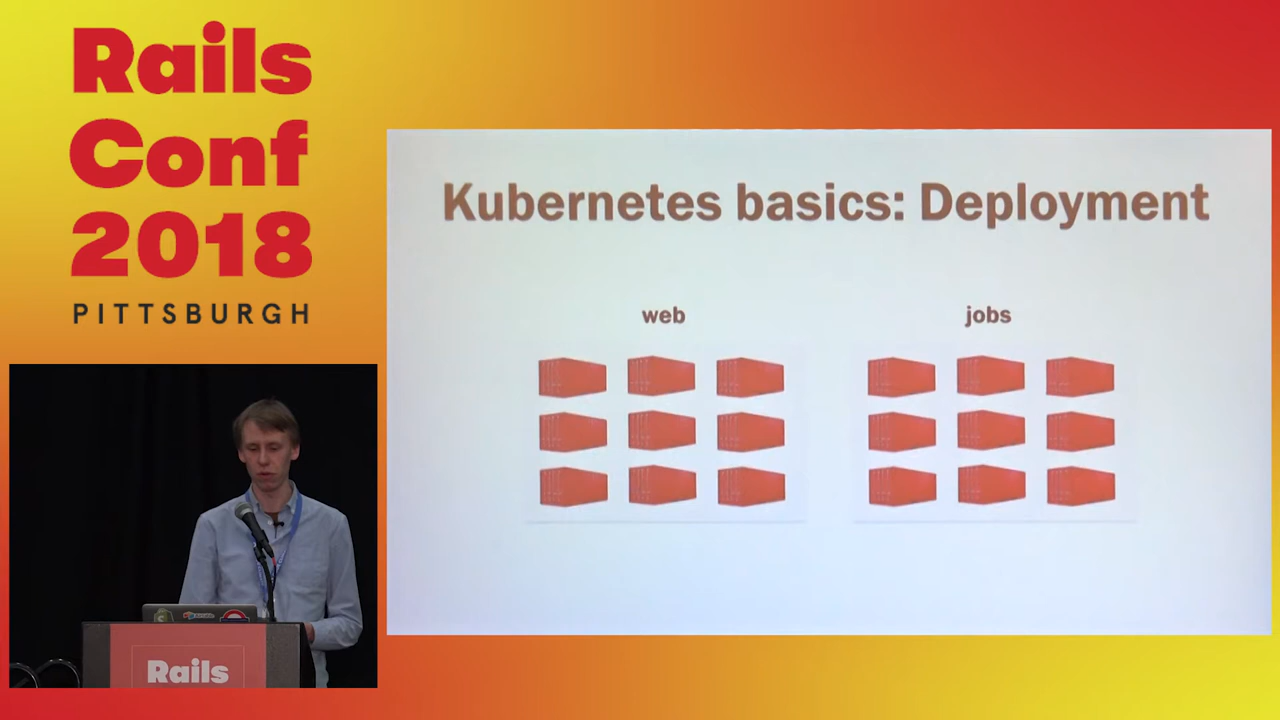 Rails
Conf
2018
PITTSBURGH
Kubernetes basics: Deployment
web
jobs
Rails